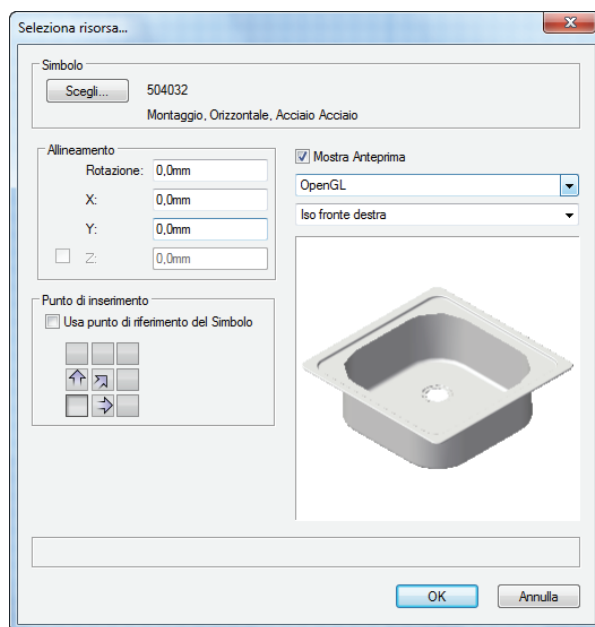 Seleziona risorsa...
Simbolo
Scegli...
504032
Montaggio, Orizzontale, Acciaio Acciaio
Allineamento
Rotazione: 0,0mm
X: 0,0mm
Y: 0,0mm
Z: 0,0mm
Punto di inserimento
Usa punto di riferimento del Simbolo
Mostra Anteprima
OpenGL
Iso fronte destra
OK
Annulla